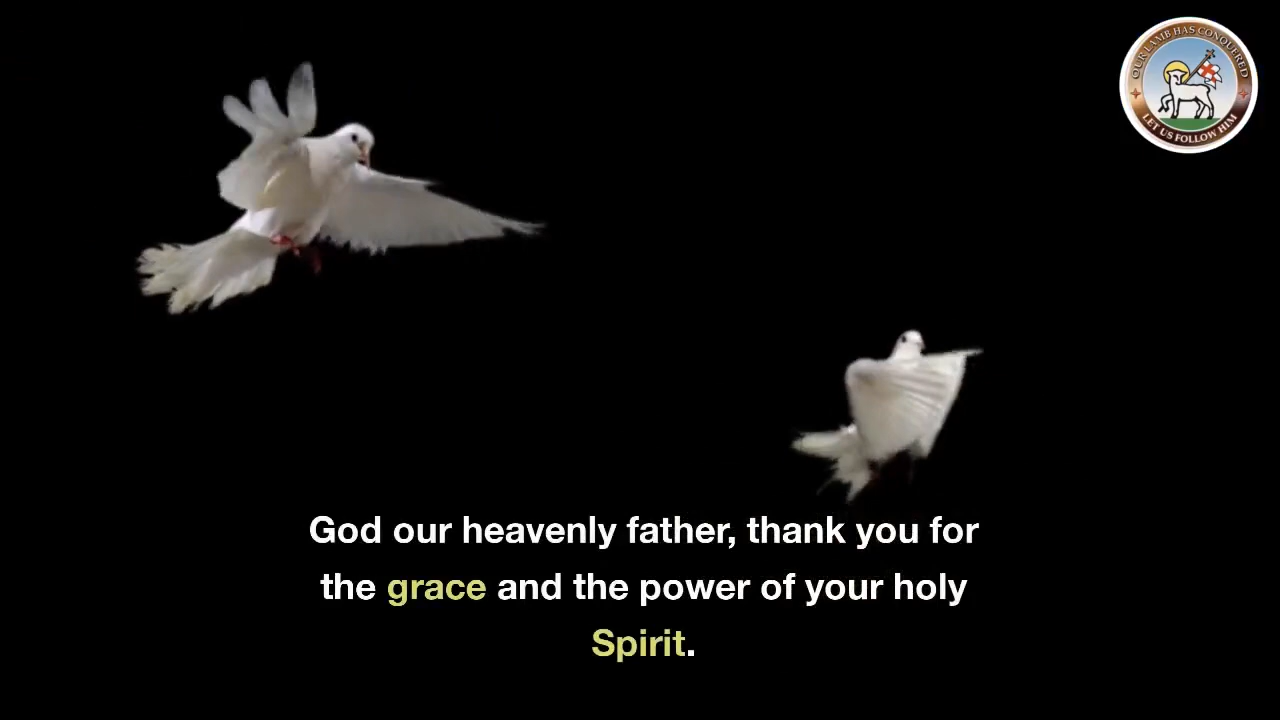 OUR LAMB HAS CONQUERED
LET US FOLLOW HIM
God our heavenly father, thank you for
the grace and the power of your holy
Spirit.